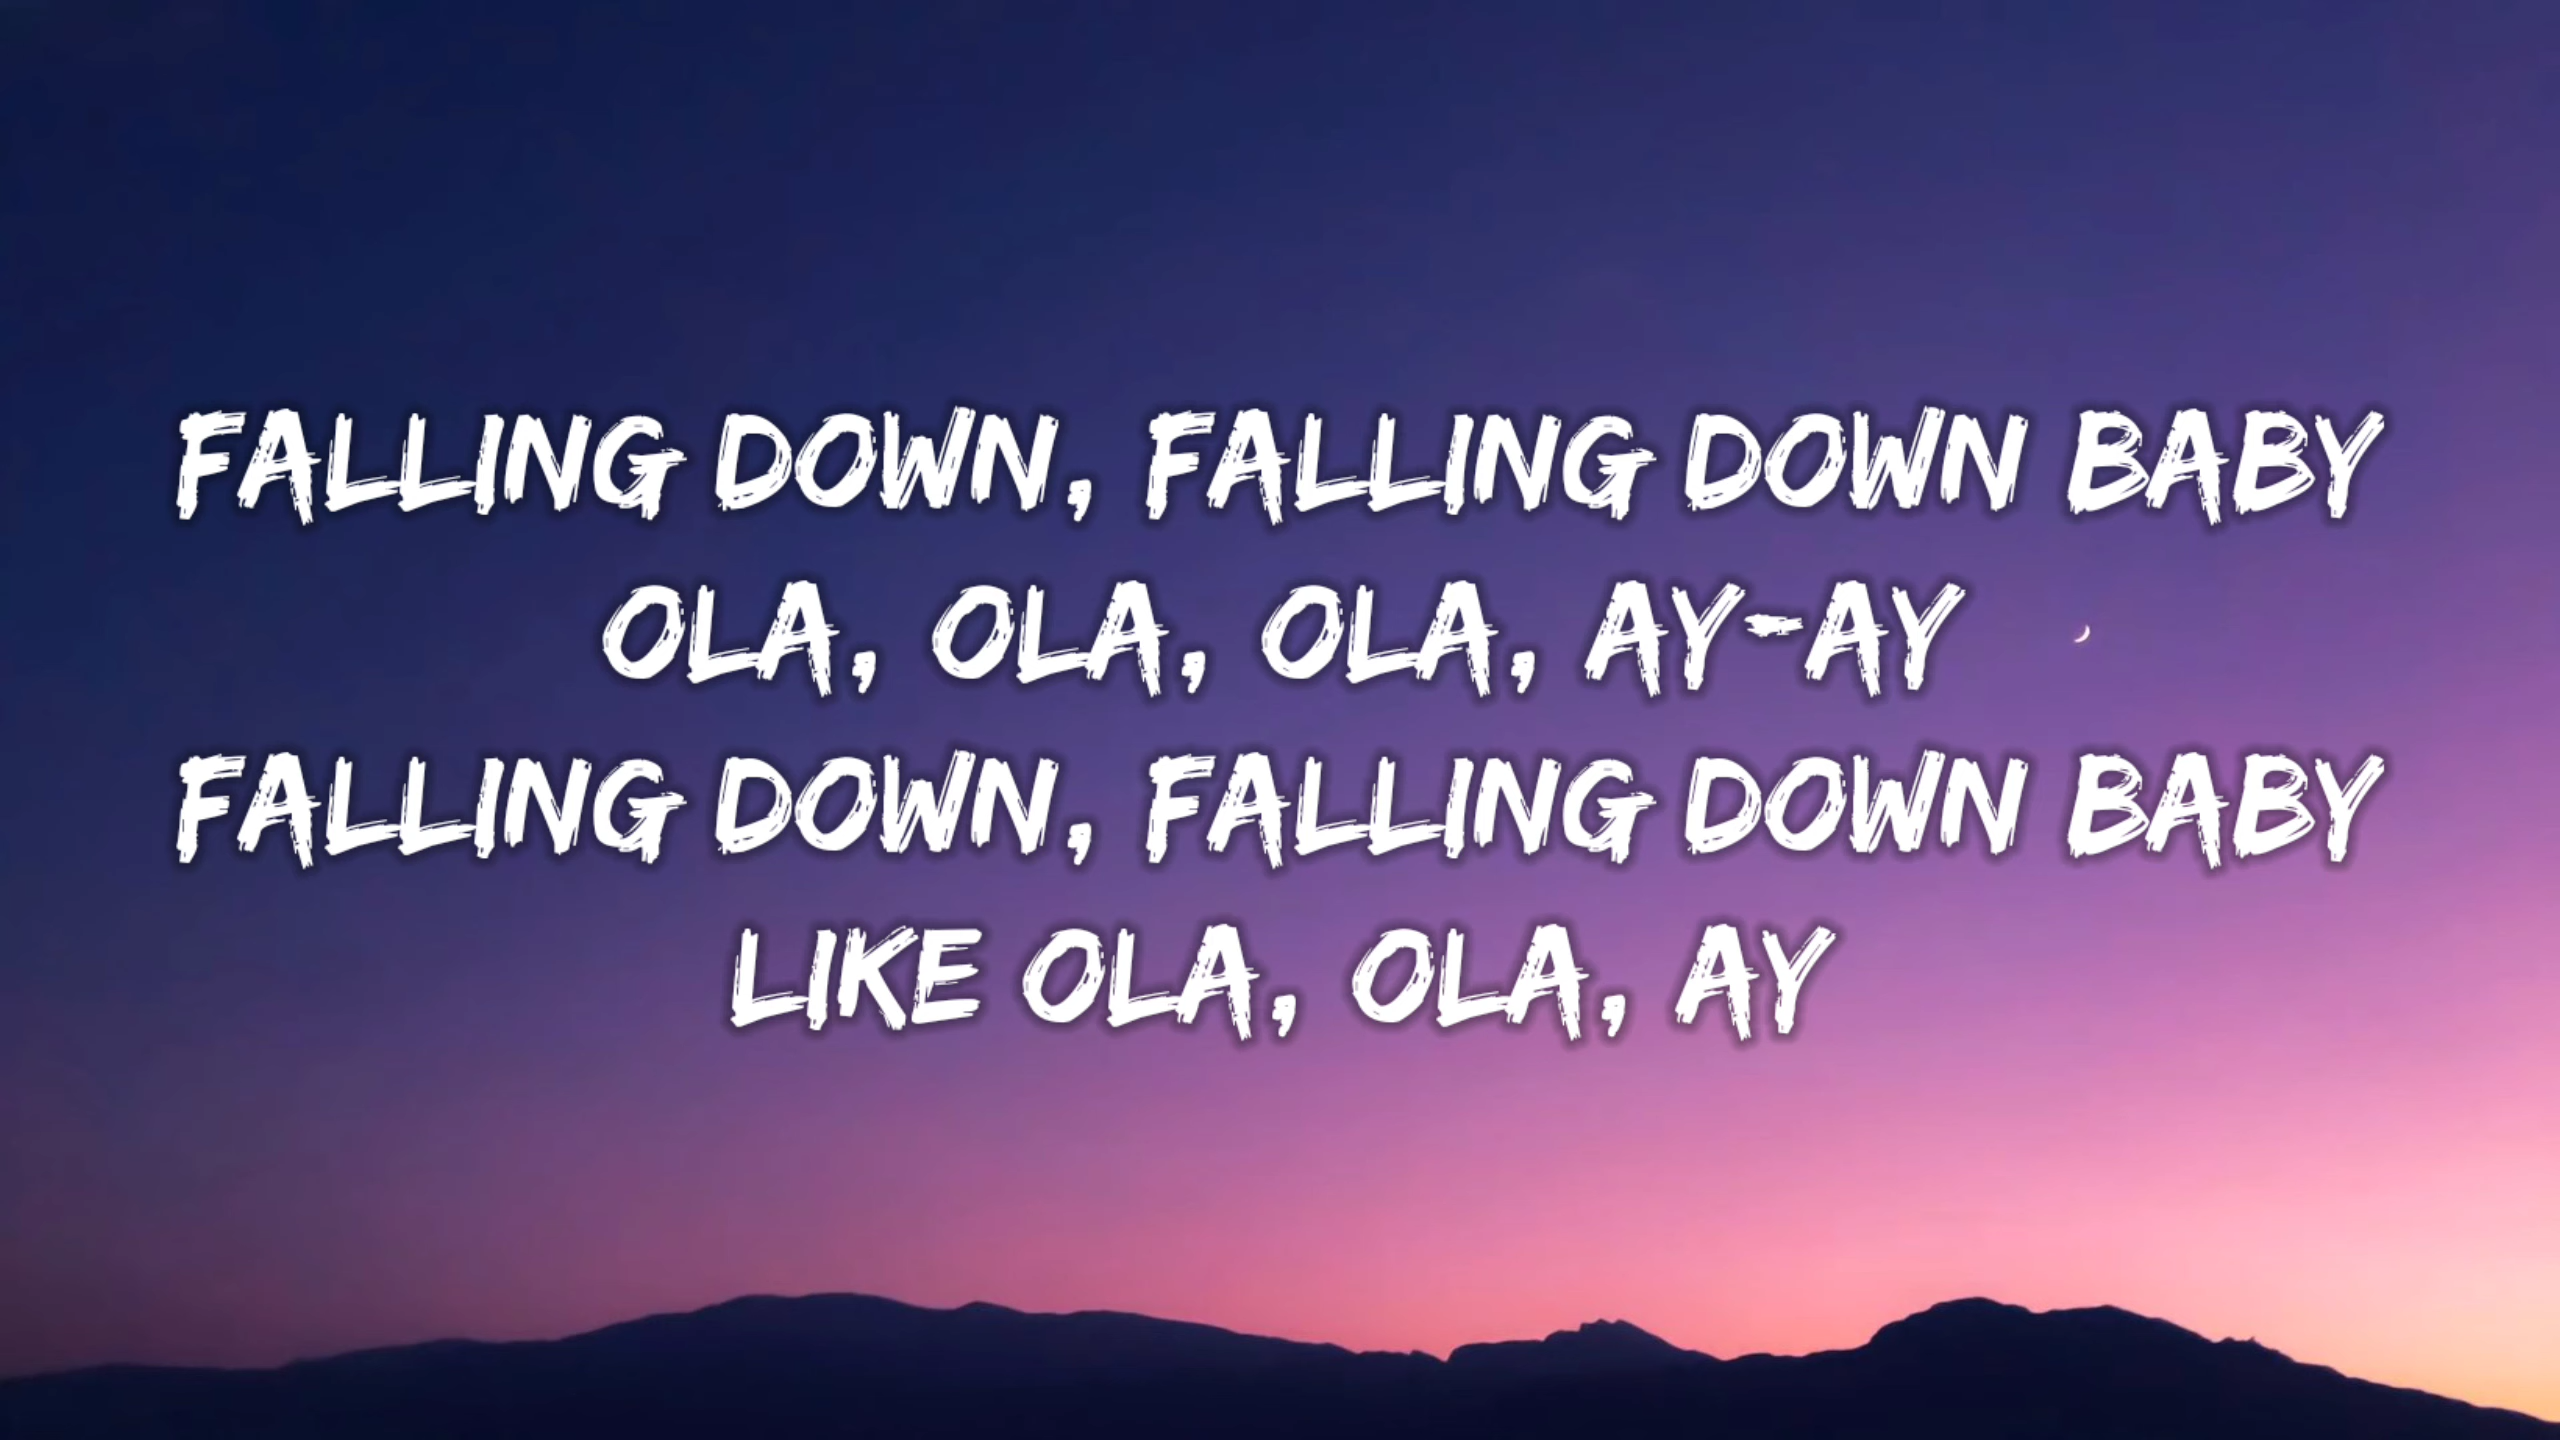 FALLING DOWN, FALLING DOWN BABY
OLA, OLA, OLA, AY-AY
FALLING DOWN, FALLING DOWN BABY
LIKE OLA, OLA, AY